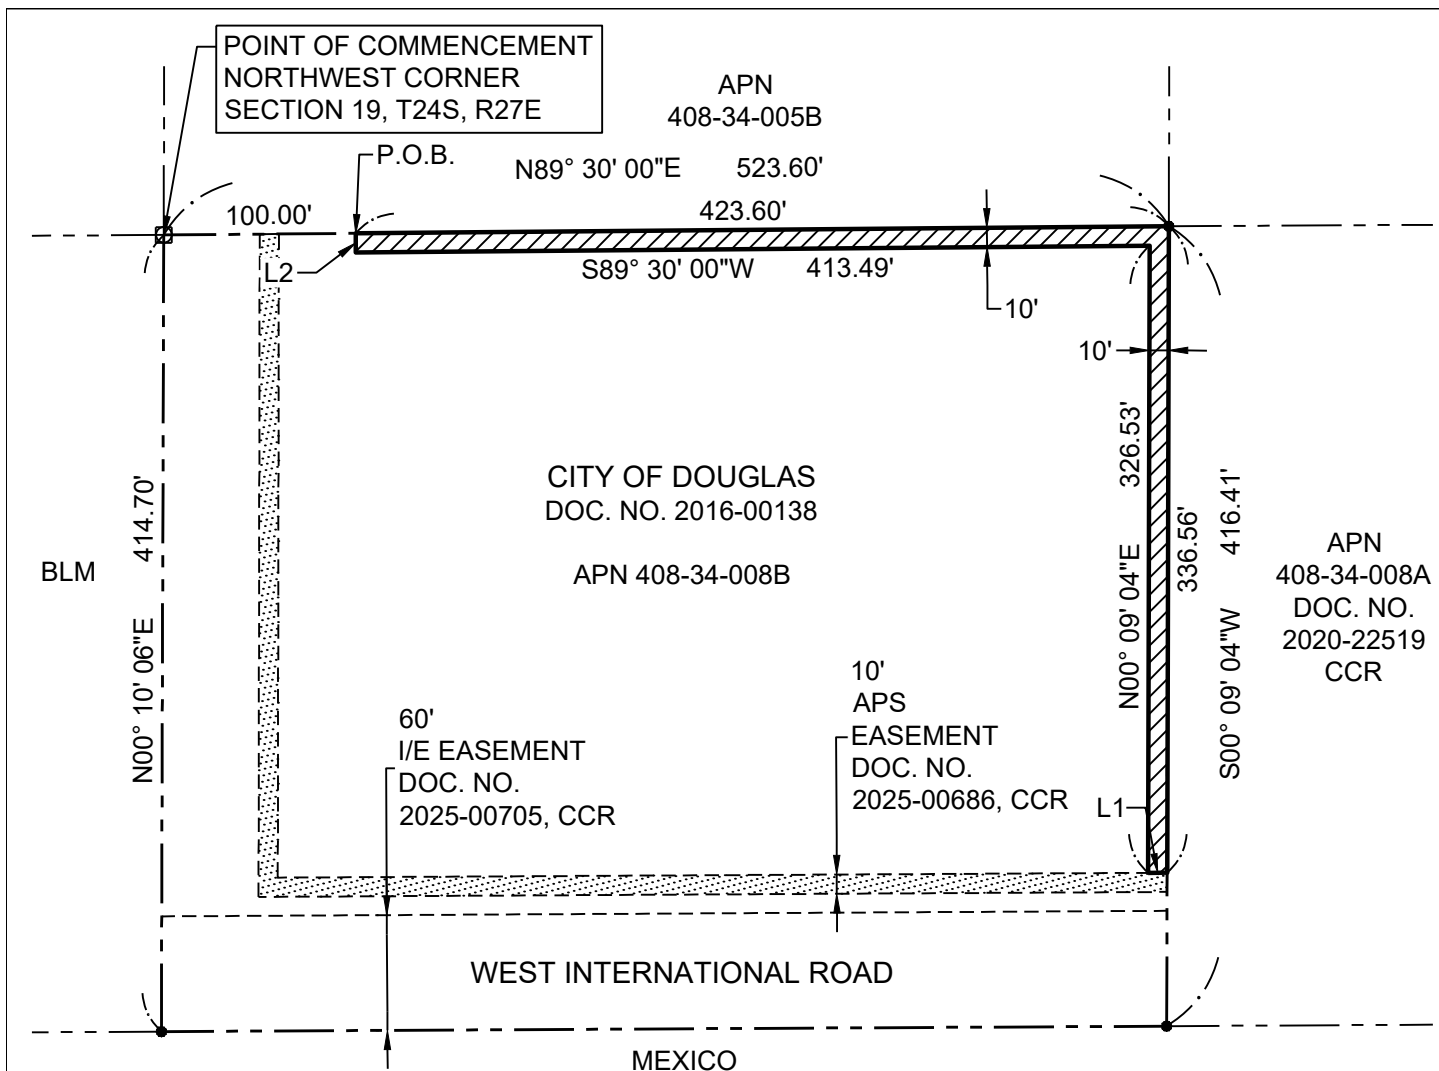 POINT OF COMMENCEMENT
NORTHWEST CORNER
SECTION 19, T24S, R27E
APN
408-34-005B
P.O.B.
N89° 30' 00"E 523.60'
100.00'
423.60'
L2
S89° 30' 00"W 413.49'
10'
10'
N00° 09' 04"E 326.53'
336.56'
S00° 09' 04"W 416.41'
CITY OF DOUGLAS
DOC. NO. 2016-00138
APN 408-34-008B
BLM
N00° 10' 06"E 414.70'
APN
408-34-008A
DOC. NO.
2020-22519
CCR
60'
I/E EASEMENT
DOC. NO.
2025-00705, CCR
10'
APS
EASEMENT
DOC. NO.
2025-00686, CCR
L1
WEST INTERNATIONAL ROAD
MEXICO